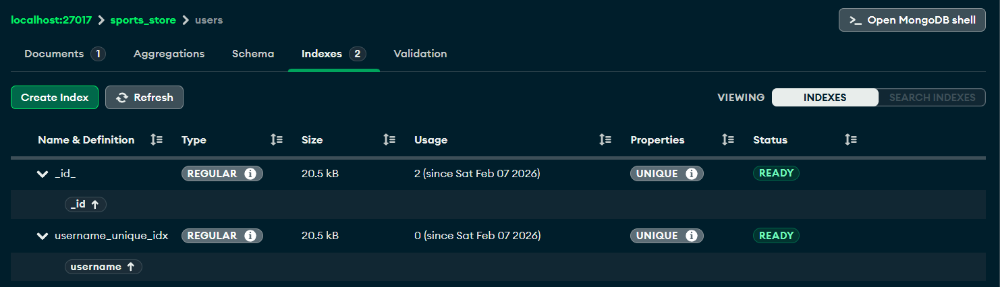 localhost:27017 > sports_store > users
>_ Open MongoDB shell
Documents 1 Aggregations Schema Indexes 2 Validation
Create Index Refresh VIEWING INDEXES SEARCH INDEXES
Name & Definition Type Size Usage Properties Status
_id_ REGULAR 20.5 kB 2 (since Sat Feb 07 2026) UNIQUE READY
_id ↑
username_unique_idx REGULAR 20.5 kB 0 (since Sat Feb 07 2026) UNIQUE READY
username ↑